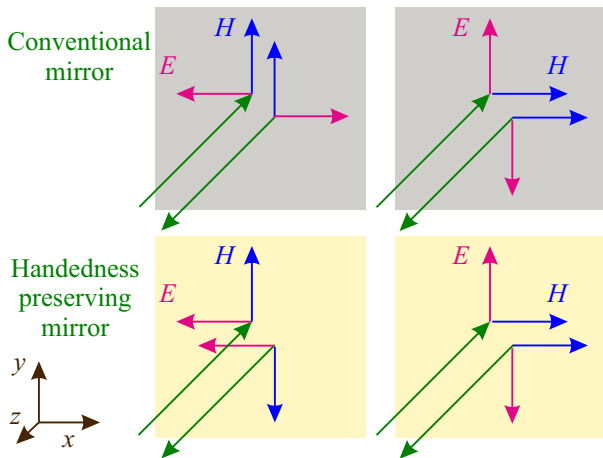 Conventional
mirror
H
E
E
H
Handedness
preserving
mirror
H
E
E
H
y
z
x